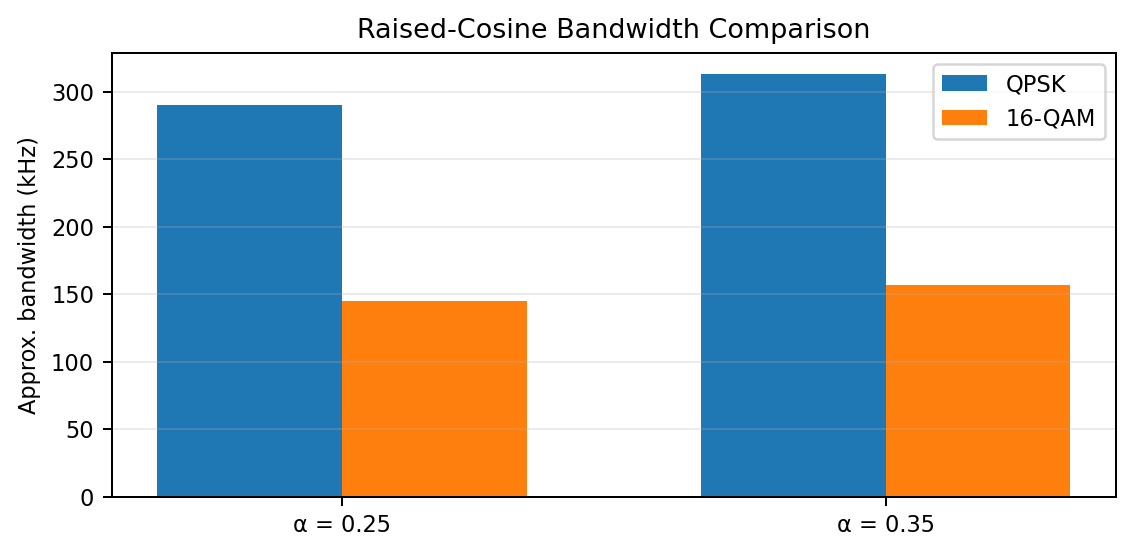 Raised-Cosine Bandwidth Comparison
Approx. bandwidth (kHz)
300
250
200
150
100
50
0
QPSK
16-QAM
α = 0.25
α = 0.35